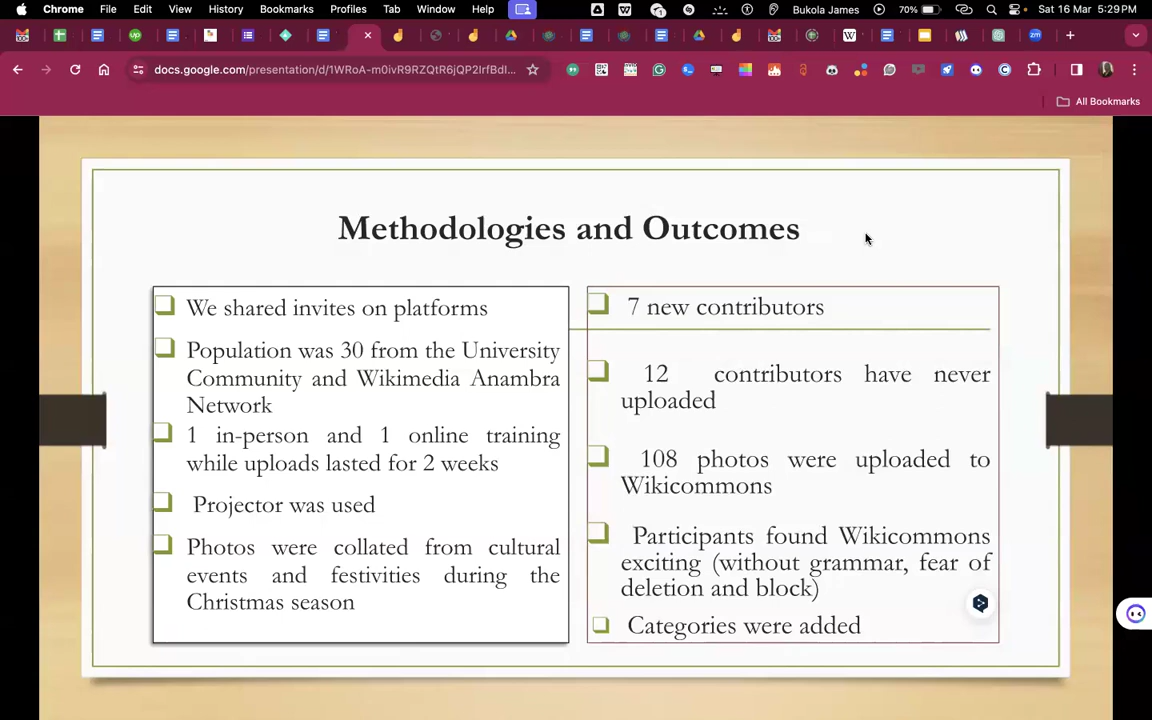 Chrome File Edit View History Bookmarks Profiles Tab Window Help Bukola James 70% Sat 16 Mar 5:29 PM
docs.google.com/presentation/d/1WRoA-m0ivR9RZQtR6jQP2IrfBdI...
All Bookmarks
Methodologies and Outcomes
We shared invites on platforms
Population was 30 from the University
Community and Wikimedia Anambra
Network
1 in-person and 1 online training
while uploads lasted for 2 weeks
Projector was used
Photos were collated from cultural
events and festivities during the
Christmas season
7 new contributors
12 contributors have never
uploaded
108 photos were uploaded to
Wikicommons
Participants found Wikicommons
exciting (without grammar, fear of
deletion and block)
Categories were added